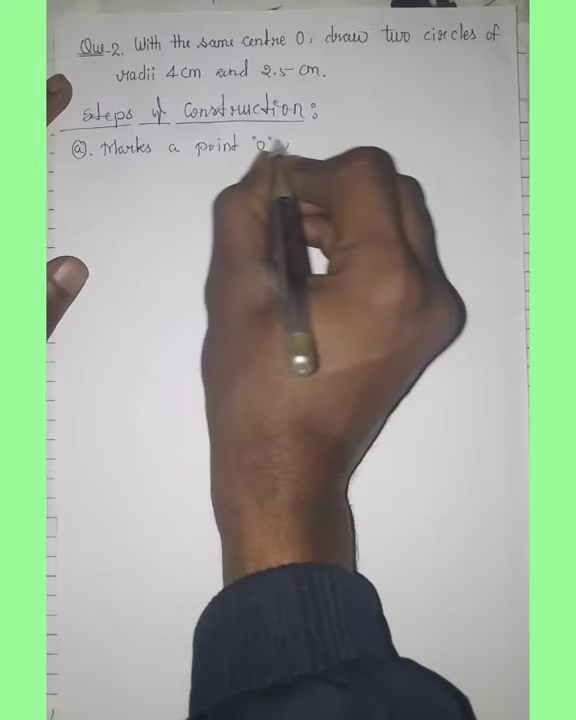 Que-2. With the same centre O, draw two circles of
radii 4cm and 2.5 cm.
Steps of Construction:
(a). Marks a point "O"